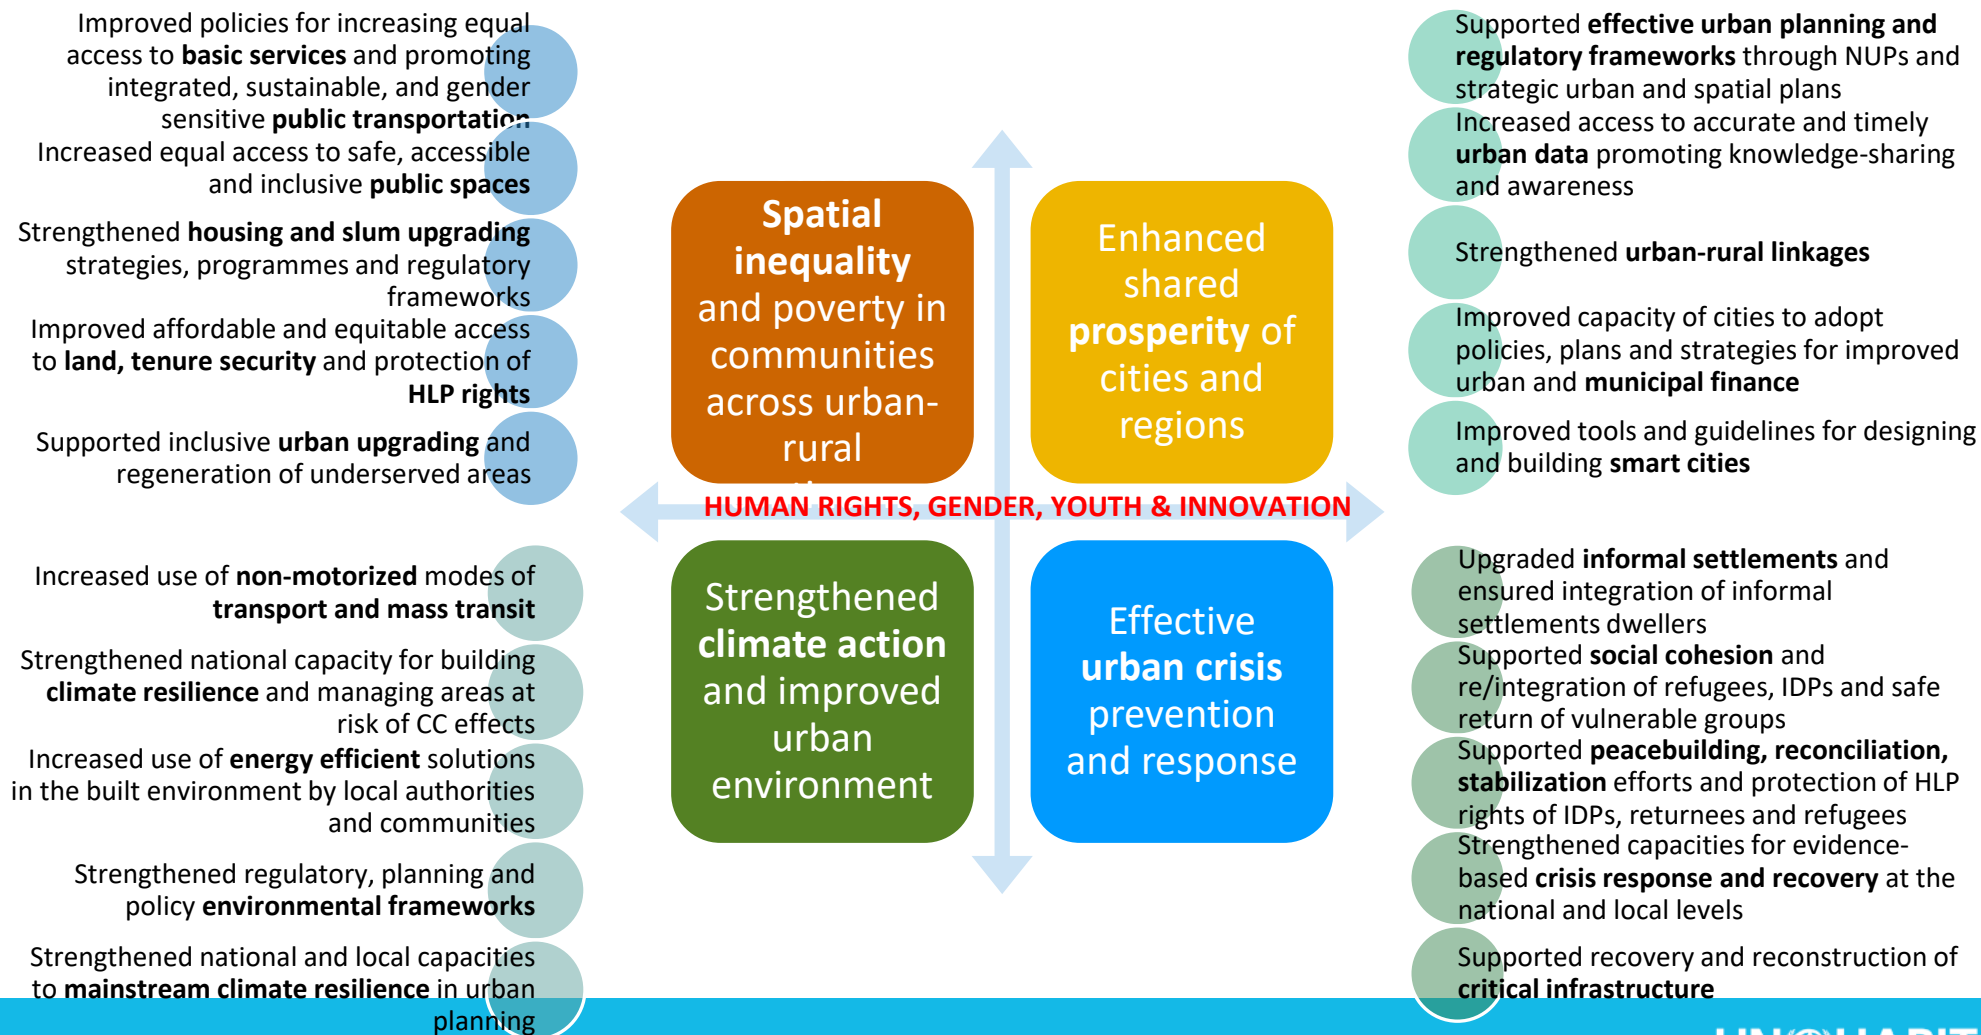 Improved policies for increasing equal
access to basic services and promoting
integrated, sustainable, and gender
sensitive public transportation
Increased equal access to safe, accessible
and inclusive public spaces
Strengthened housing and slum upgrading
strategies, programmes and regulatory
frameworks
Improved affordable and equitable access
to land, tenure security and protection of
HLP rights
Supported inclusive urban upgrading and
regeneration of underserved areas
Spatial
inequality
and poverty in
communities
across urban-
rural
Enhanced
shared
prosperity of
cities and
regions
Supported effective urban planning and
regulatory frameworks through NUPs and
strategic urban and spatial plans
Increased access to accurate and timely
urban data promoting knowledge-sharing
and awareness
Strengthened urban-rural linkages
Improved capacity of cities to adopt
policies, plans and strategies for improved
urban and municipal finance
Improved tools and guidelines for designing
and building smart cities
HUMAN RIGHTS, GENDER, YOUTH & INNOVATION
Increased use of non-motorized modes of
transport and mass transit
Strengthened national capacity for building
climate resilience and managing areas at
risk of CC effects
Increased use of energy efficient solutions
in the built environment by local authorities
and communities
Strengthened regulatory, planning and
policy environmental frameworks
Strengthened national and local capacities
to mainstream climate resilience in urban
planning
Strengthened
climate action
and improved
urban
environment
Effective
urban crisis
prevention
and response
Upgraded informal settlements and
ensured integration of informal
settlements dwellers
Supported social cohesion and
re/integration of refugees, IDPs and safe
return of vulnerable groups
Supported peacebuilding, reconciliation,
stabilization efforts and protection of HLP
rights of IDPs, returnees and refugees
Strengthened capacities for evidence-
based crisis response and recovery at the
national and local levels
Supported recovery and reconstruction of
critical infrastructure